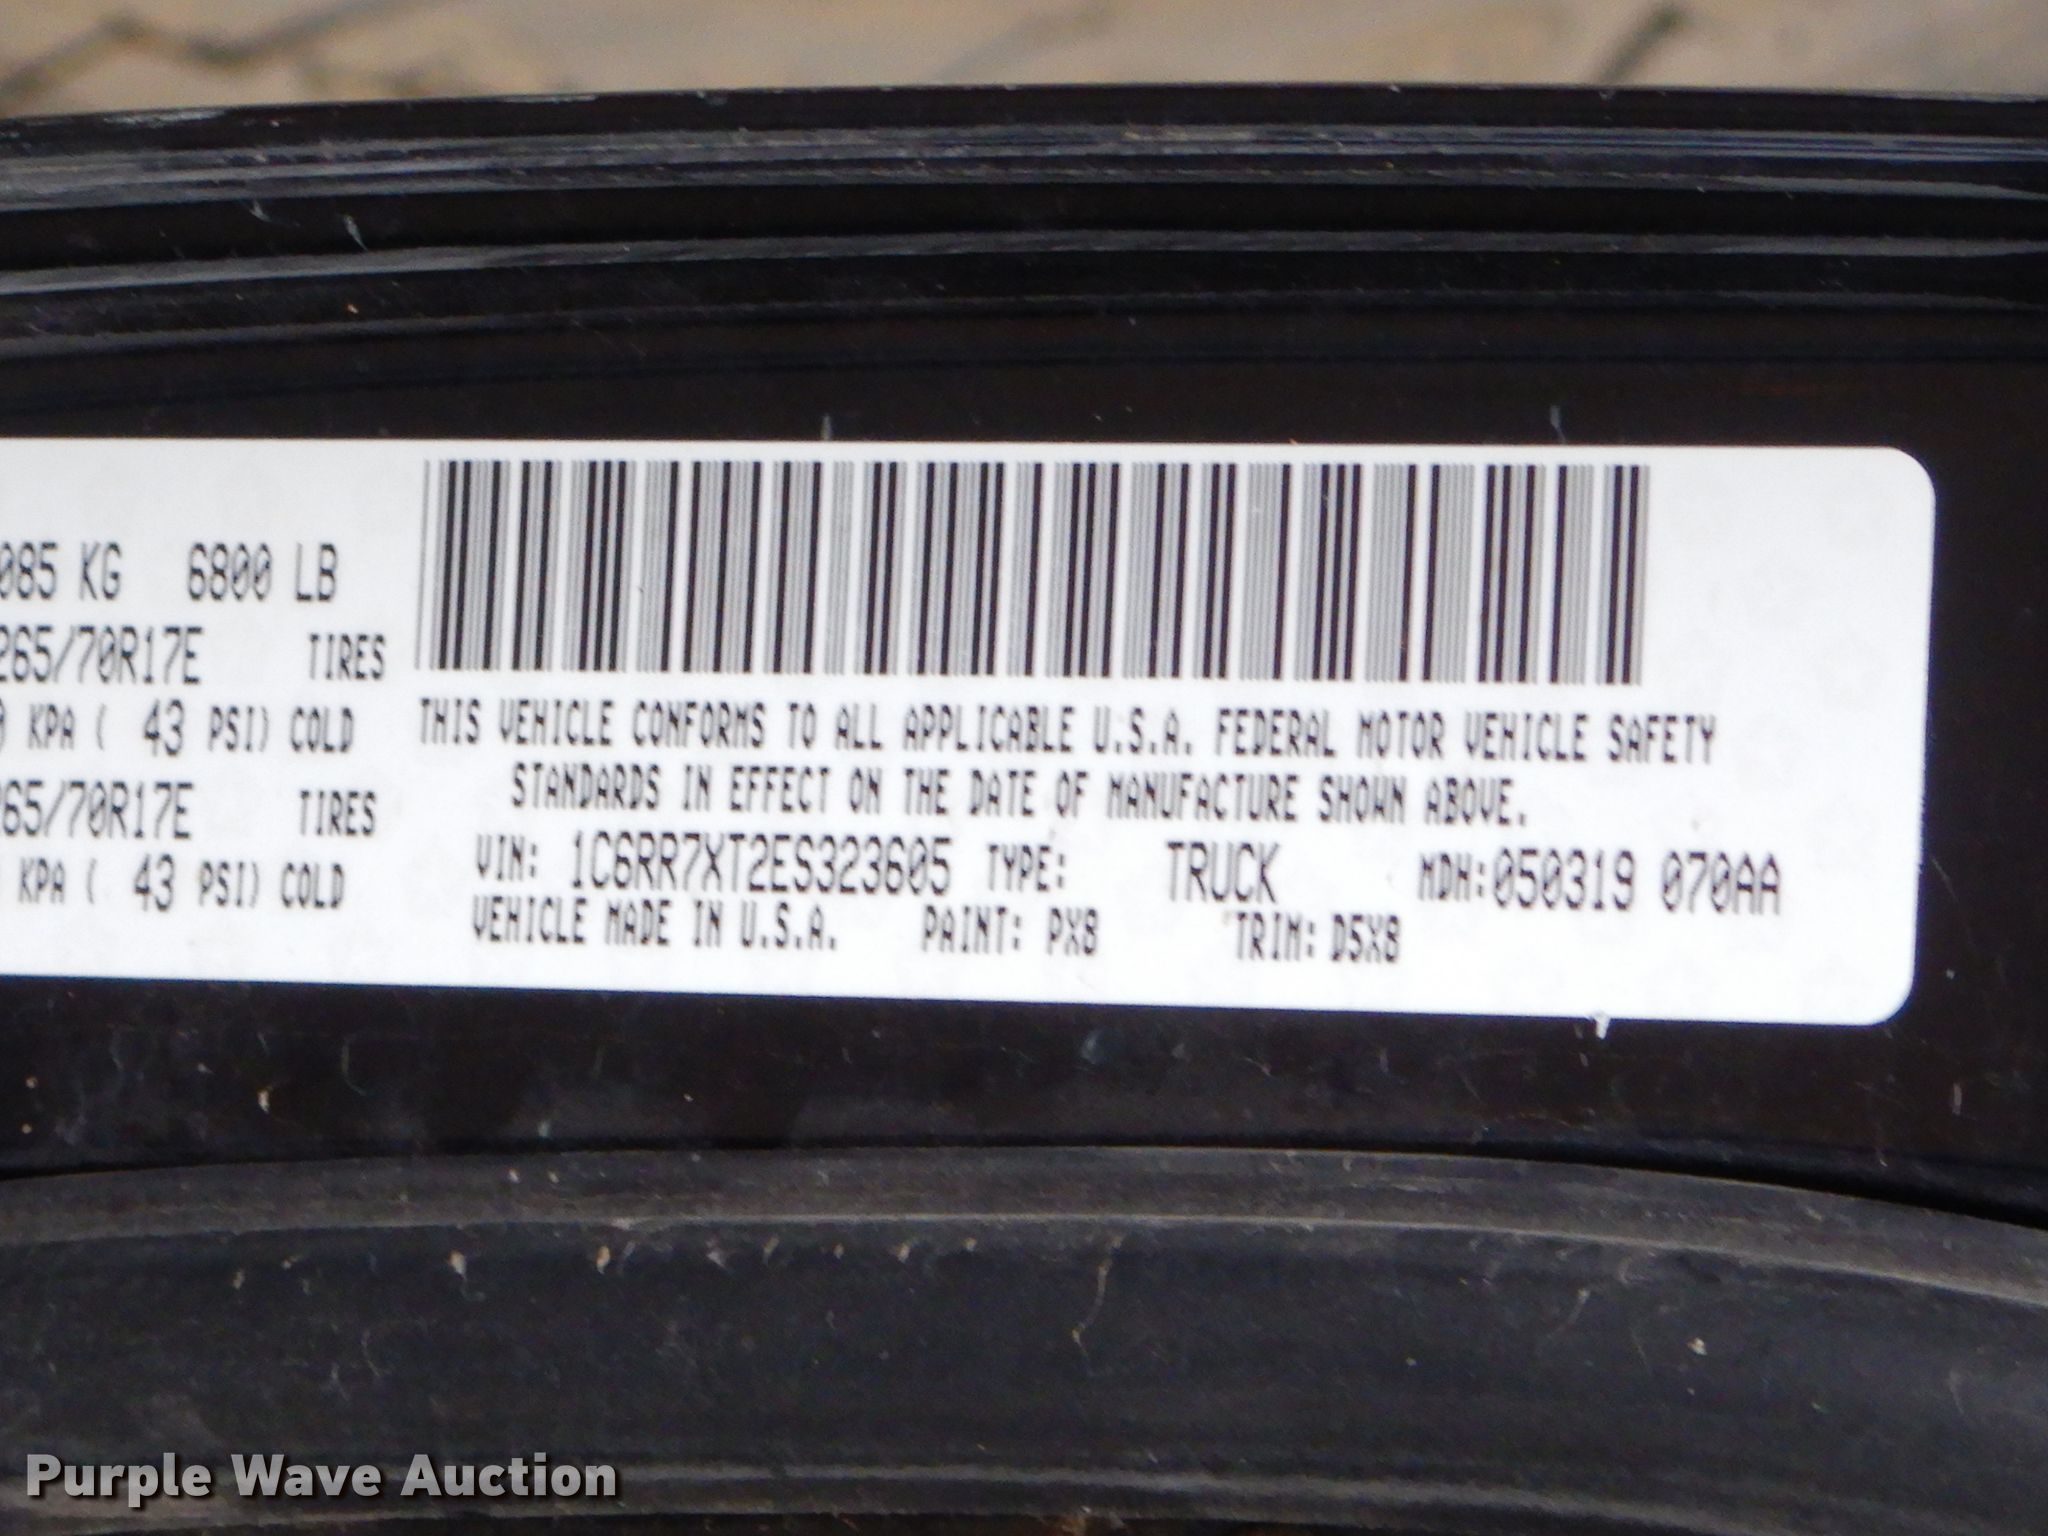 085 KG 6800 LB
265/70R17E TIRES
0 KPA ( 43 PSI) COLD
265/70R17E TIRES
KPA ( 43 PSI) COLD
THIS VEHICLE CONFORMS TO ALL APPLICABLE U.S.A. FEDERAL MOTOR VEHICLE SAFETY
STANDARDS IN EFFECT ON THE DATE OF MANUFACTURE SHOWN ABOVE.
VIN: 1C6RR7XT2ES323605 TYPE: TRUCK MDH:050319 070AA
VEHICLE MADE IN U.S.A. PAINT: PX8 TRIM: D5X8
Purple Wave Auction